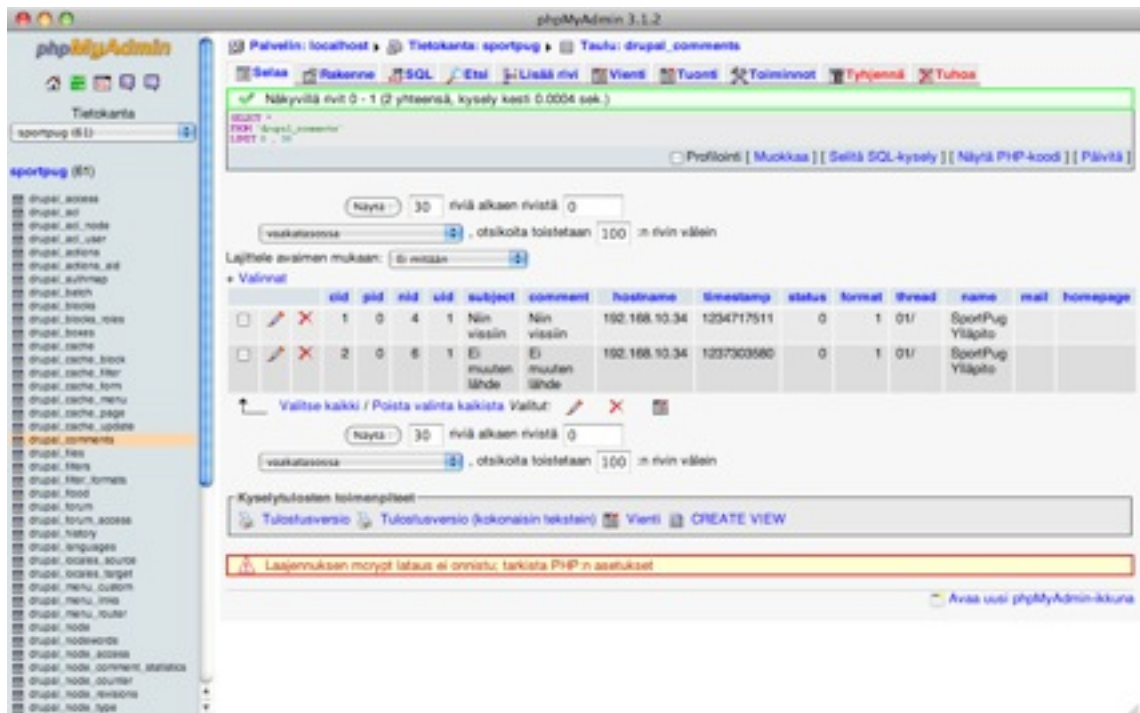 phpMyAdmin 3.1.2
phpMyAdmin
Tietokanta
sportpug (61)
sportpug (61)
drupal_access
drupal_acl
drupal_acl_node
drupal_acl_user
drupal_actions
drupal_actions_aid
drupal_authmap
drupal_batch
drupal_blocks
drupal_blocks_roles
drupal_boxes
drupal_cache
drupal_cache_block
drupal_cache_filter
drupal_cache_form
drupal_cache_menu
drupal_cache_page
drupal_cache_update
drupal_comments
drupal_files
drupal_filters
drupal_filter_formats
drupal_flood
drupal_forum
drupal_forum_access
drupal_history
drupal_languages
drupal_locales_source
drupal_locales_target
drupal_menu_custom
drupal_menu_links
drupal_menu_router
drupal_node
drupal_nodewords
drupal_node_access
drupal_node_comment_statistics
drupal_node_counter
drupal_node_revisions
drupal_node_type
Palvelin: localhost Tietokanta: sportpug Taulu: drupal_comments
Selaa Rakenne SQL Etsi Lisää rivi Vienti Tuonti Toiminnot Tyhjennä Tuhoa
Näkyvillä rivit 0 - 1 (2 yhteensä, kysely kesti 0.0004 sek.)
SELECT *
FROM `drupal_comments`
LIMIT 0 , 30
Profilointi [ Muokkaa ] [ Selitä SQL-kysely ] [ Näytä PHP-koodi ] [ Päivitä ]
Näytä : 30 riviä alkaen rivistä 0
vaakatasossa , otsikoita toistetaan 100 :n rivin välein
Lajittele avaimen mukaan: Ei mitään
+ Valinnat
cid pid nid uid subject comment hostname timestamp status format thread name mail homepage
1 0 4 1 Niin vissiin Niin vissiin 192.168.10.34 1234717511 0 1 01/ SportPug Ylläpito
2 0 6 1 Ei muuten lähde Ei muuten lähde 192.168.10.34 1237303580 0 1 01/ SportPug Ylläpito
Valitse kaikki / Poista valinta kaikista Valitut:
Näytä : 30 riviä alkaen rivistä 0
vaakatasossa , otsikoita toistetaan 100 :n rivin välein
Kyselytulosten toimenpiteet
Tulostusversio Tulostusversio (kokonaisin tekstein) Vienti CREATE VIEW
Laajennuksen mcrypt lataus ei onnistu; tarkista PHP:n asetukset
Avaa uusi phpMyAdmin-ikkuna